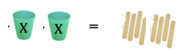 X X =